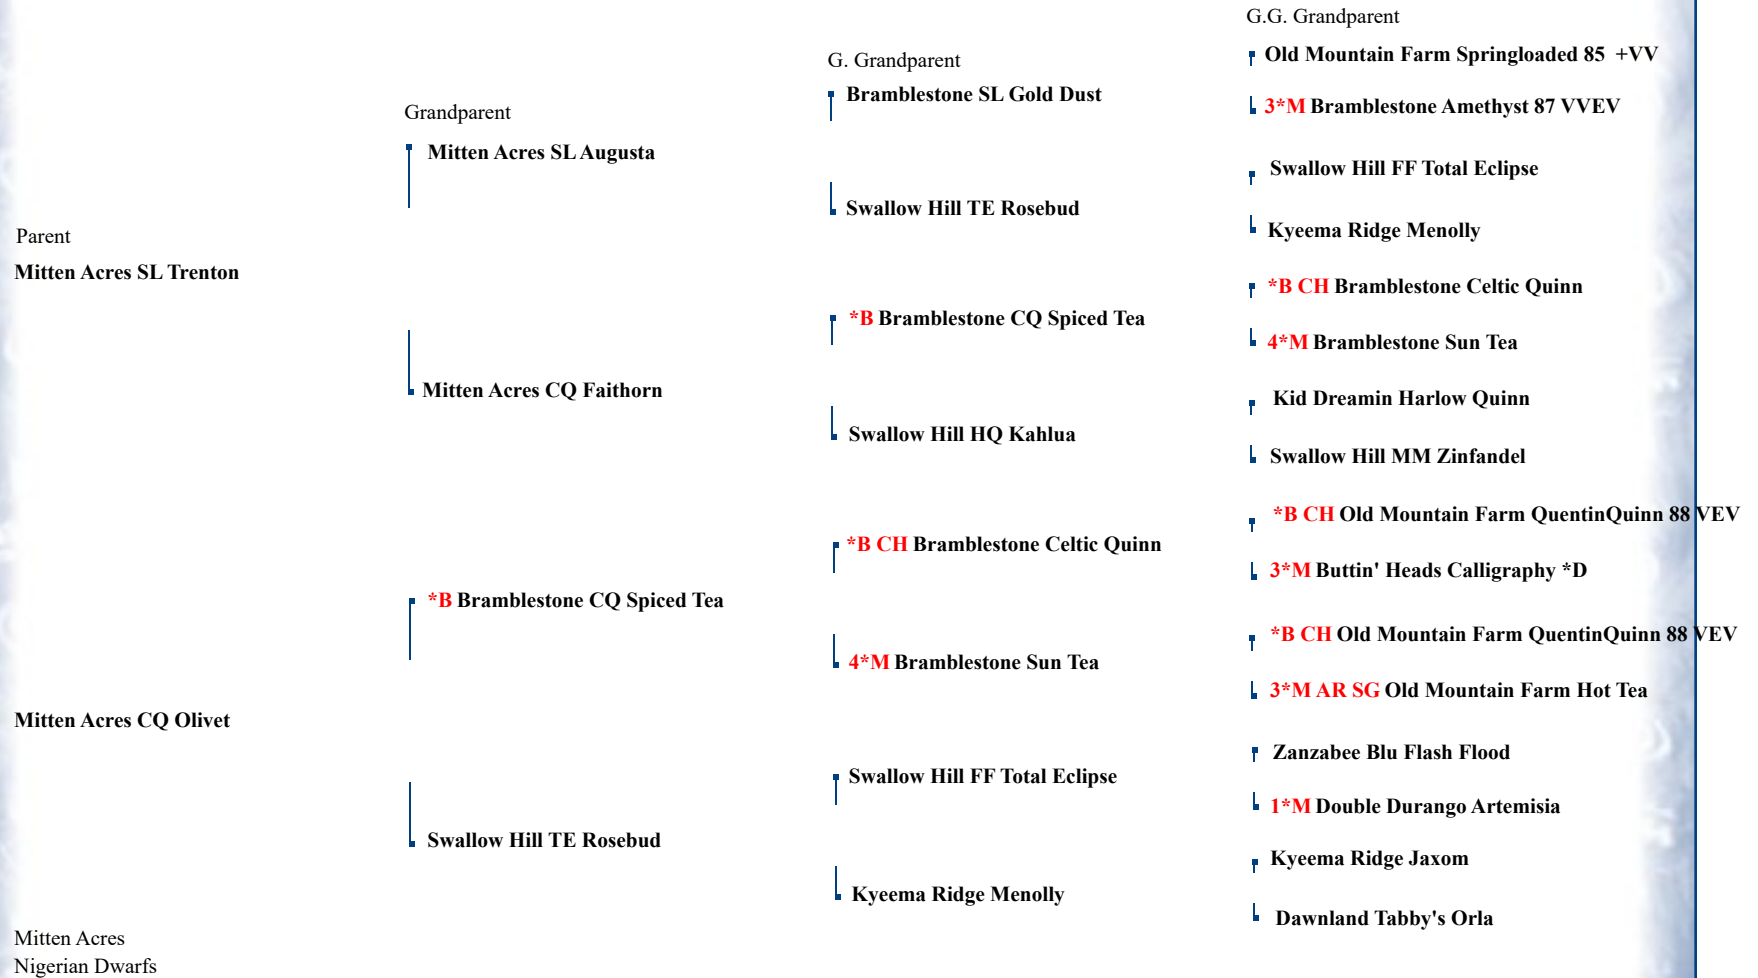 G.G. Grandparent
Old Mountain Farm Springloaded 85 +VV
G. Grandparent
Bramblestone SL Gold Dust
3*M Bramblestone Amethyst 87 VVEV
Grandparent
Mitten Acres SL Augusta
Swallow Hill FF Total Eclipse
Swallow Hill TE Rosebud
Kyeema Ridge Menolly
Parent
Mitten Acres SL Trenton
*B CH Bramblestone Celtic Quinn
*B Bramblestone CQ Spiced Tea
4*M Bramblestone Sun Tea
Mitten Acres CQ Faithorn
Kid Dreamin Harlow Quinn
Swallow Hill HQ Kahlua
Swallow Hill MM Zinfandel
*B CH Old Mountain Farm QuentinQuinn 88 VEV
*B CH Bramblestone Celtic Quinn
3*M Buttin' Heads Calligraphy *D
*B Bramblestone CQ Spiced Tea
*B CH Old Mountain Farm QuentinQuinn 88 VEV
4*M Bramblestone Sun Tea
3*M AR SG Old Mountain Farm Hot Tea
Mitten Acres CQ Olivet
Zanzabee Blu Flash Flood
Swallow Hill FF Total Eclipse
1*M Double Durango Artemisia
Swallow Hill TE Rosebud
Kyeema Ridge Jaxom
Kyeema Ridge Menolly
Dawnland Tabby's Orla
Mitten Acres
Nigerian Dwarfs